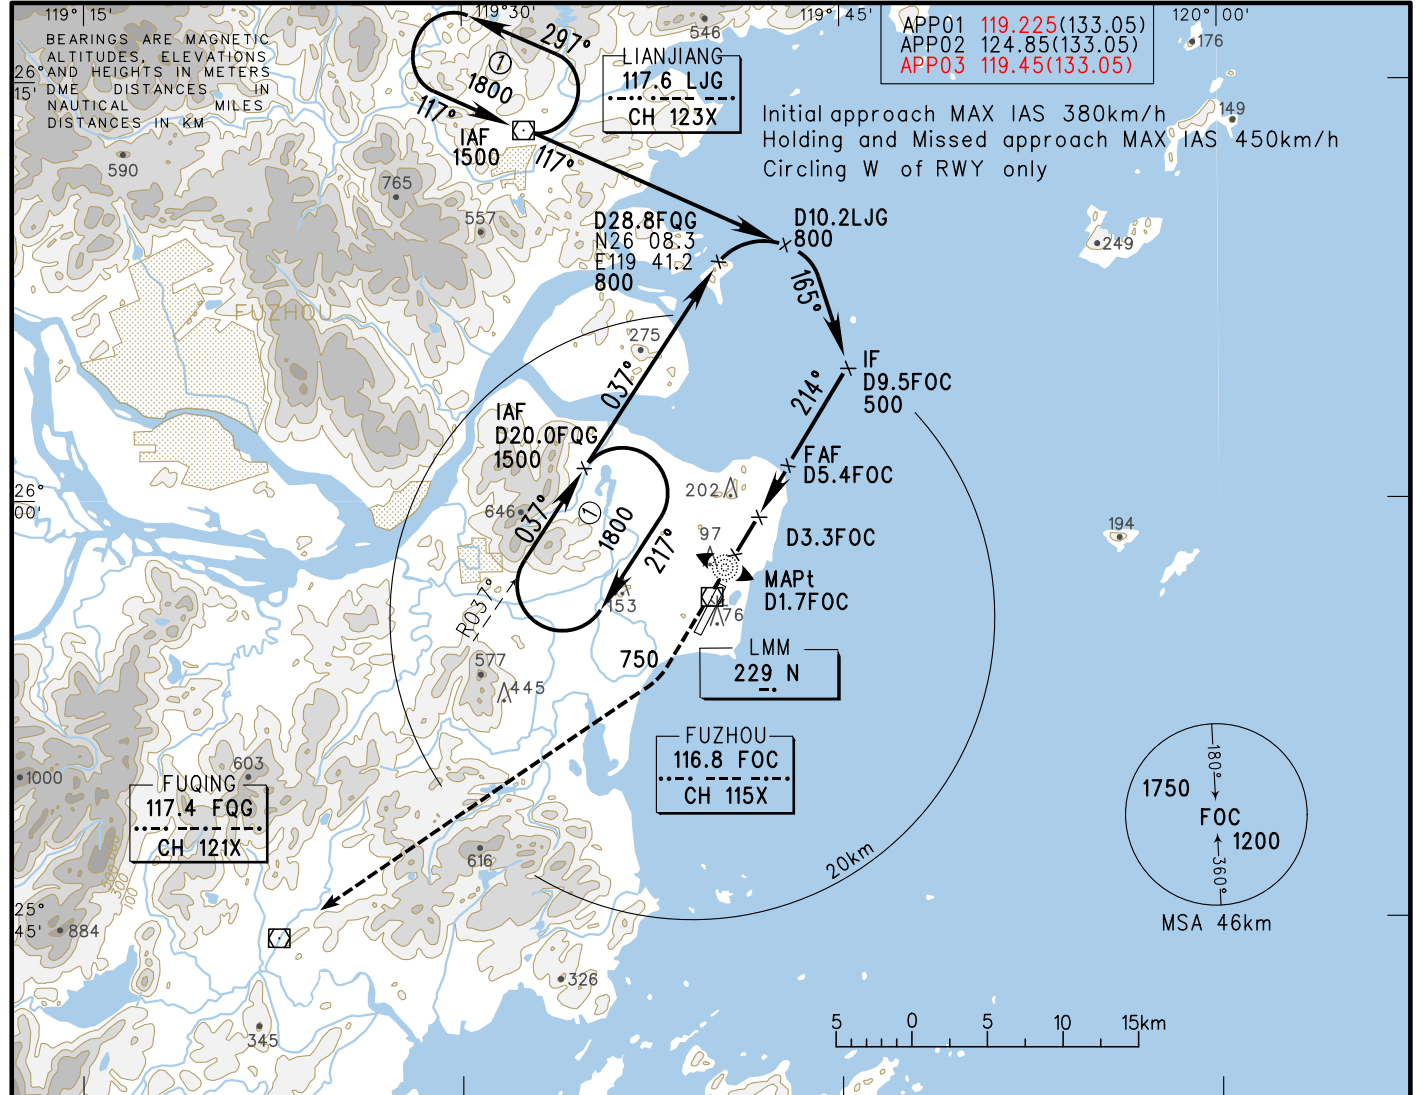 119° 15'
119° 30'
119° 45'
120° 00'
BEARINGS ARE MAGNETIC
ALTITUDES, ELEVATIONS
AND HEIGHTS IN METERS
DME DISTANCES IN
NAUTICAL MILES
DISTANCES IN KM
26°
15'
APP01 119.225(133.05)
APP02 124.85(133.05)
APP03 119.45(133.05)
Initial approach MAX IAS 380km/h
Holding and Missed approach MAX IAS 450km/h
Circling W of RWY only
297°
1
1800
117°
IAF
1500
117°
LIANJIANG
117.6 LJG
CH 123X
546
176
149
590
765
557
249
D28.8FQG
N26 08.3
E119 41.2
800
D10.2LJG
800
165°
FUZHOU
275
037°
IF
D9.5FOC
500
214°
IAF
D20.0FQG
1500
FAF
D5.4FOC
26°
00'
202
646
037°
1
1800
217°
97
D3.3FOC
194
MAPt
D1.7FOC
R037°
153
76
577
445
750
LMM
229 N
FUZHOU
116.8 FOC
CH 115X
1000
603
FUQING
117.4 FQG
CH 121X
180°
1750
FOC
1200
360°
MSA 46km
616
20km
25°
45'
884
326
345
5 0 5 10 15km